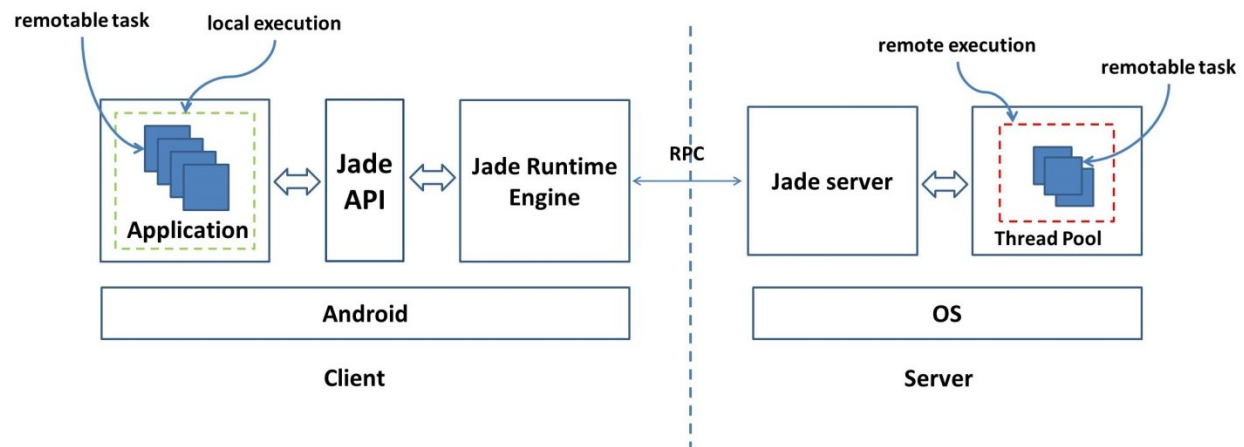 remotable task
local execution
remote execution
remotable task
Application
Jade
API
Jade Runtime
Engine
RPC
Jade server
Thread Pool
Android
OS
Client
Server